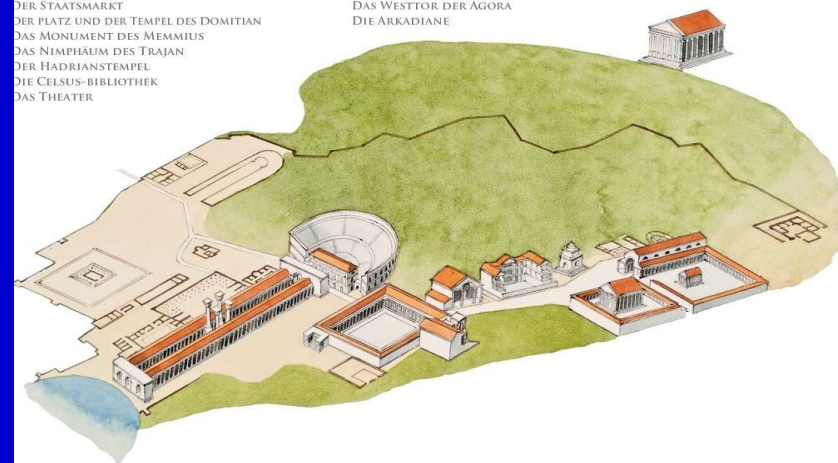 DER STAATSMARKT
DER PLATZ UND DER TEMPEL DES DOMITIAN
DAS MONUMENT DES MEMMIUS
DAS NIMPHÄUM DES TRAJAN
DER HADRIANSTEMPEL
DIE CELSUS-BIBLIOTHEK
DAS THEATER
DAS WESTTOR DER AGORA
DIE ARKADIANE